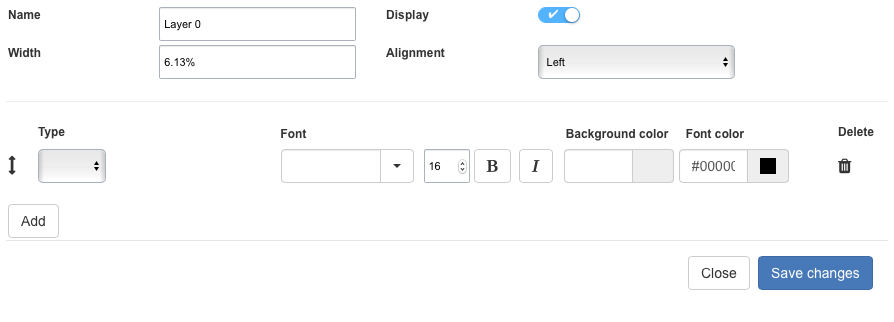 Name Layer 0 Display
Width 6.13% Alignment Left
Type Font Background color Font color Delete
16 B I #00000
Add
Close Save changes